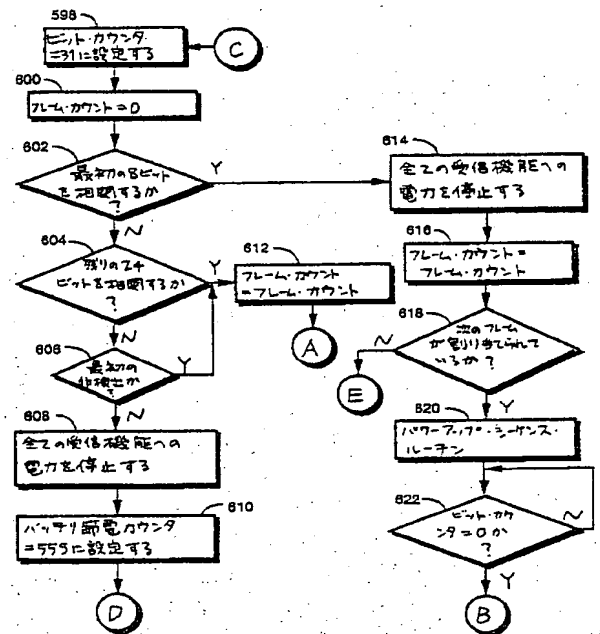 598
ビット・カウンタ
=31に設定する
C
600
フレーム・カウント=0
602
最初の8ビット
を相関するか
?
Y
N
604
残りの24
ビットを相関するか
?
Y
N
606
最初の
非検出か
?
Y
N
608
全ての受信機能への
電力を停止する
610
バッテリ節電カウンタ
=555に設定する
D
612
フレーム・カウント
=フレーム・カウント
A
614
全ての受信機能への
電力を停止する
616
フレーム・カウント=
フレーム・カウント
618
次のフレーム
が割り当てられて
いるか?
N
E
Y
620
パワーアップ・シーケンス・
ルーチン
622
ビット・カウ
ンタ=0か
?
N
Y
B